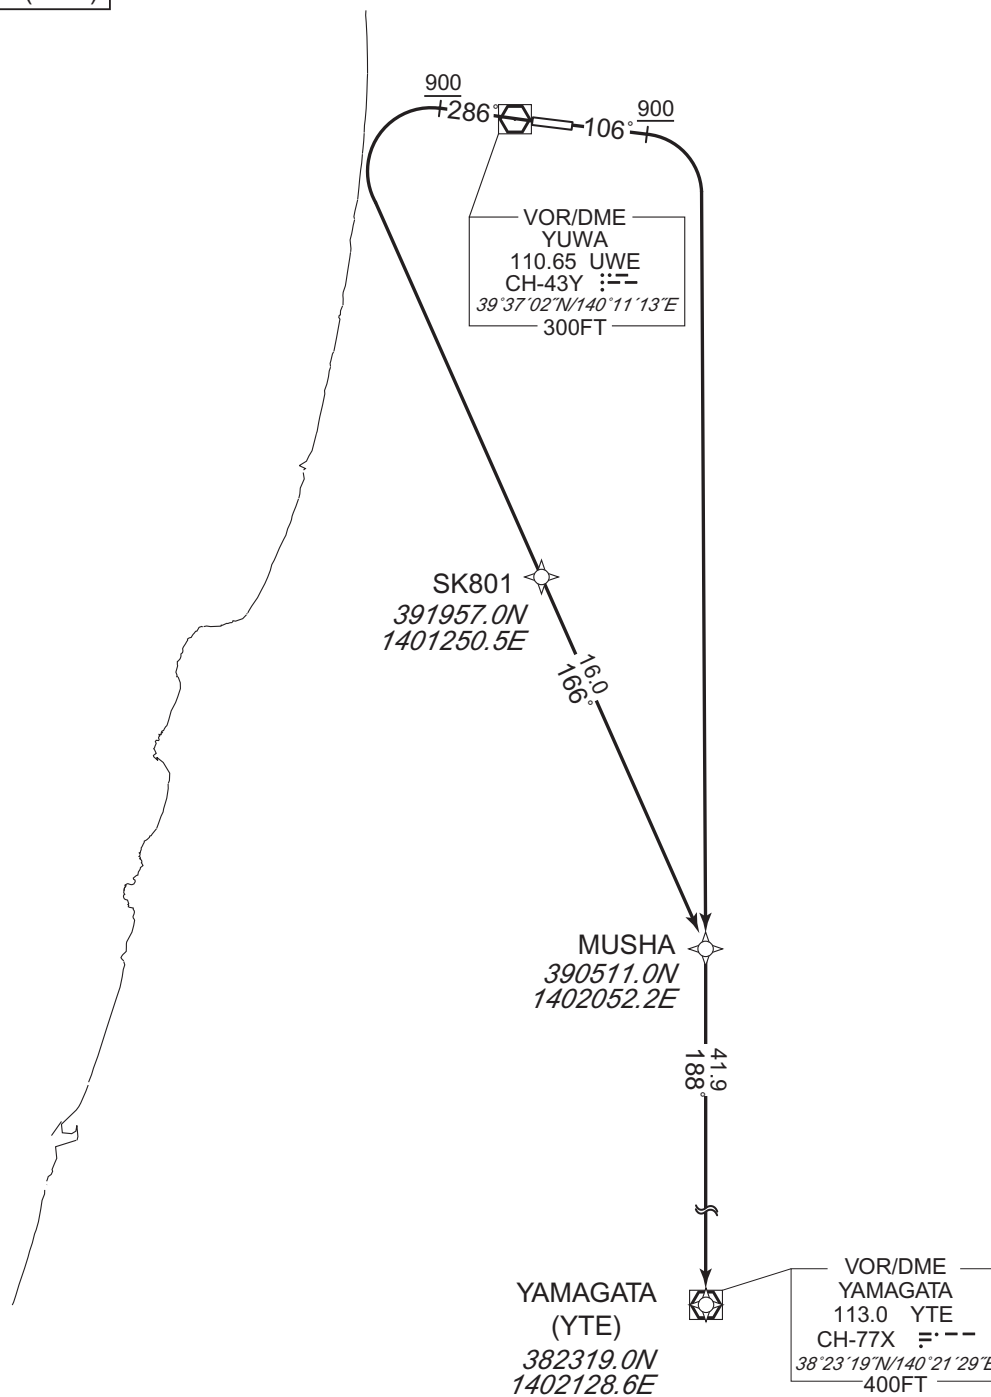 900
286°
106°
900
VOR/DME
YUWA
110.65 UWE
CH-43Y
39°37′02″N/140°11′13″E
300FT
SK801
391957.0N
1401250.5E
16.0
166°
MUSHA
390511.0N
1402052.2E
41.9
188°
YAMAGATA
(YTE)
382319.0N
1402128.6E
VOR/DME
YAMAGATA
113.0 YTE
CH-77X
38°23′19″N/140°21′29″E
400FT